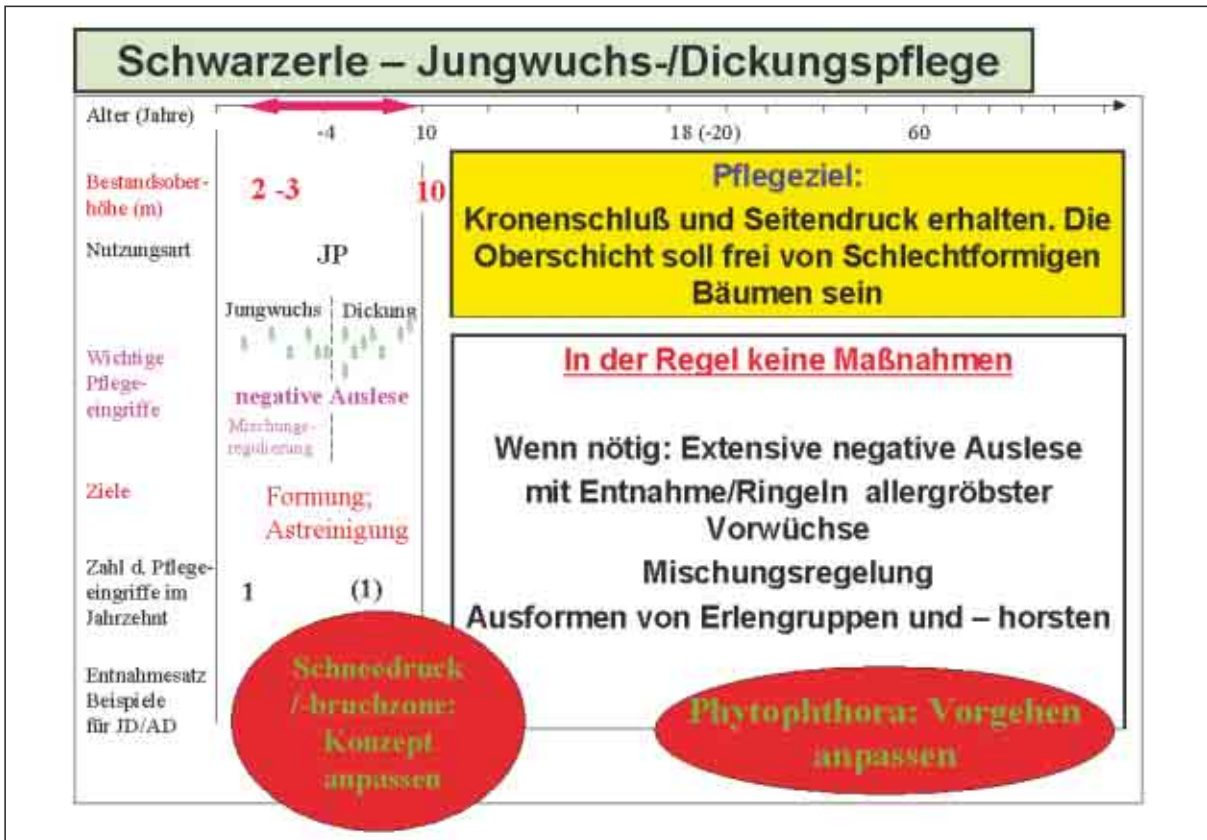 Schwarzerle – Jungwuchs-/Dickungspflege
Alter (Jahre)
-4
10
18 (-20)
60
Bestandsober-
höhe (m)
2 -3
10
Nutzungsart
JP
Jungwuchs
Dickung
Wichtige
Pflege-
eingriffe
negative Auslese
Mischungs-
regulierung
Ziele
Formung;
Astreinigung
Zahl d. Pflege-
eingriffe im
Jahrzehnt
1
(1)
Entnahmesatz
Beispiele
für JD/AD
Schneedruck
/-bruchzone:
Konzept
anpassen
Pflegeziel:
Kronenschluß und Seitendruck erhalten. Die
Oberschicht soll frei von Schlechtformigen
Bäumen sein
In der Regel keine Maßnahmen
Wenn nötig: Extensive negative Auslese
mit Entnahme/Ringeln allergröbster
Vorwüchse
Mischungsregelung
Ausformen von Erlengruppen und – horsten
Phytophthora: Vorgehen
anpassen